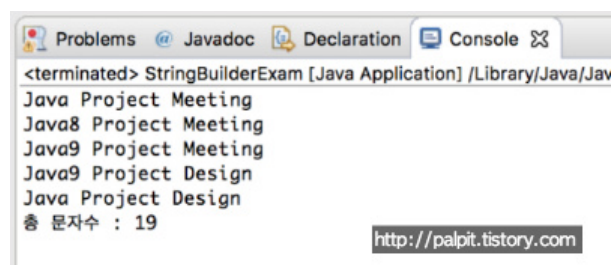 Problems @ Javadoc Declaration Console
<terminated> StringBuilderExam [Java Application] /Library/Java/Jav
Java Project Meeting
Java8 Project Meeting
Java9 Project Meeting
Java9 Project Design
Java Project Design
총 문자수 : 19
http://palpit.tistory.com